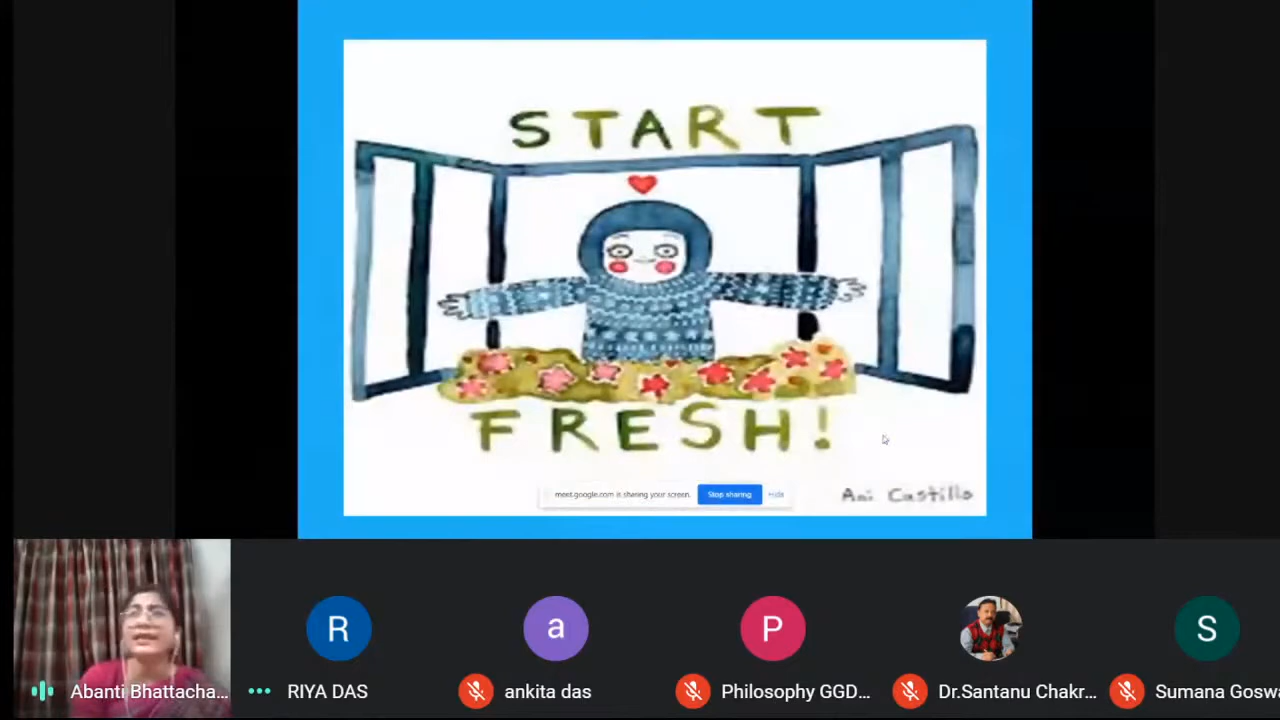 START
FRESH!
meet.google.com is sharing your screen.
Stop sharing
Hide
Ani Castillo
R
a
P
S
Abanti Bhattacha...
RIYA DAS
ankita das
Philosophy GGD...
Dr.Santanu Chakr...
Sumana Gosw